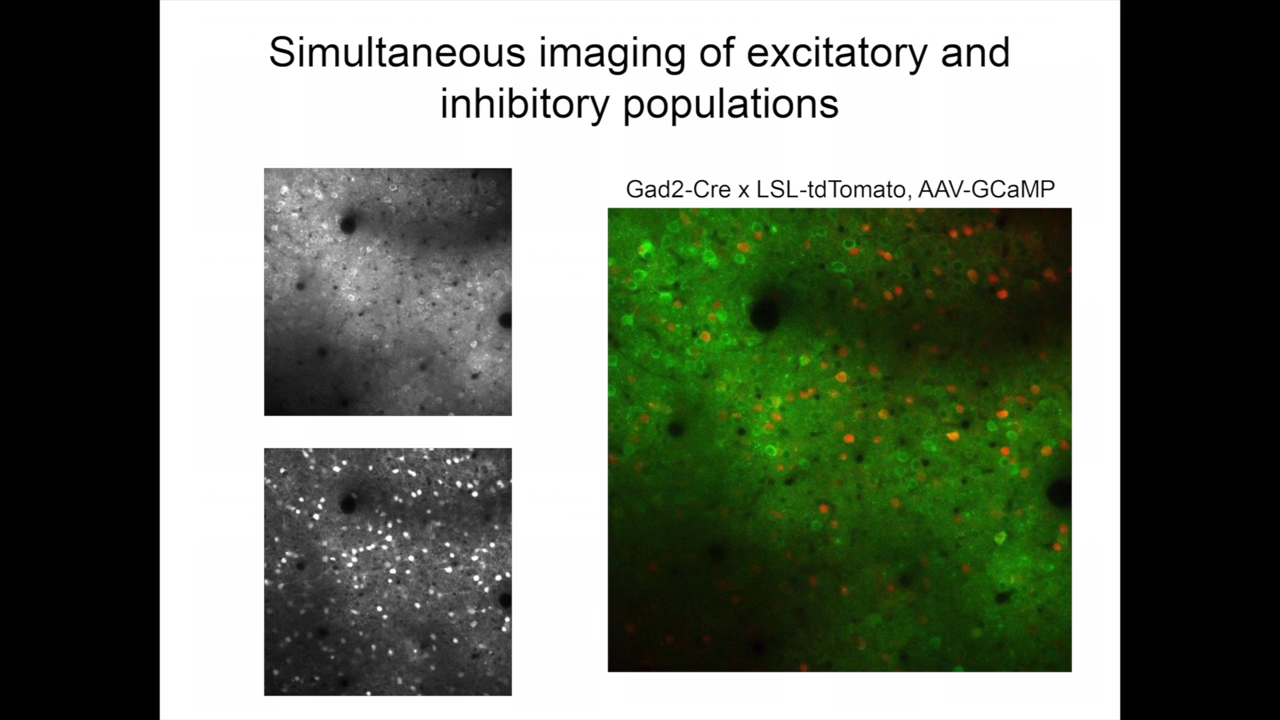 Simultaneous imaging of excitatory and
inhibitory populations
Gad2-Cre x LSL-tdTomato, AAV-GCaMP